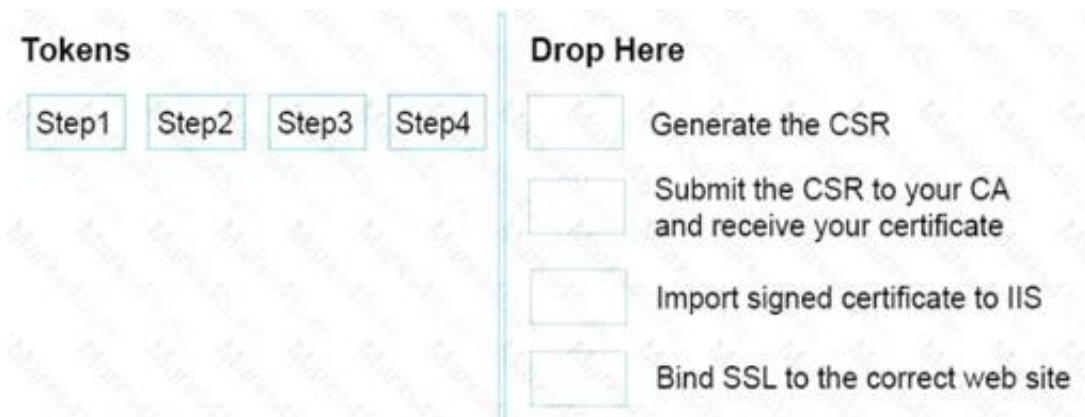 Tokens
Drop Here
Step1 Step2 Step3 Step4
Generate the CSR
Submit the CSR to your CA
and receive your certificate
Import signed certificate to IIS
Bind SSL to the correct web site